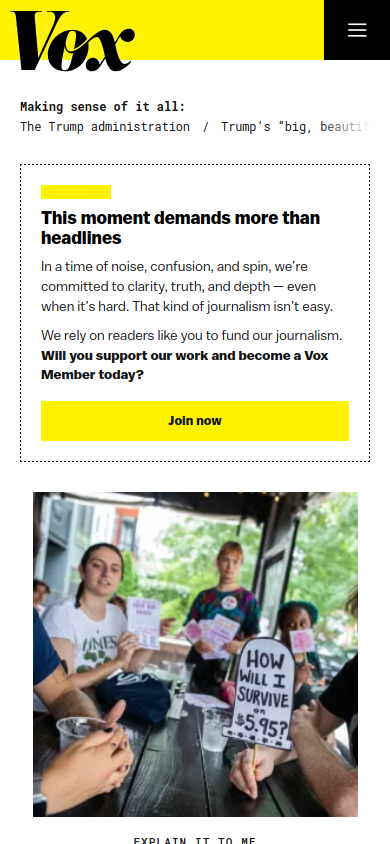 Vox
Making sense of it all:
The Trump administration / Trump's “big, beautif
This moment demands more than
headlines
In a time of noise, confusion, and spin, we're
committed to clarity, truth, and depth — even
when it's hard. That kind of journalism isn't easy.
We rely on readers like you to fund our journalism.
Will you support our work and become a Vox
Member today?
Join now
HOW
WILL I
SURVIVE
on
$5.95?
EXPLAIN IT TO ME